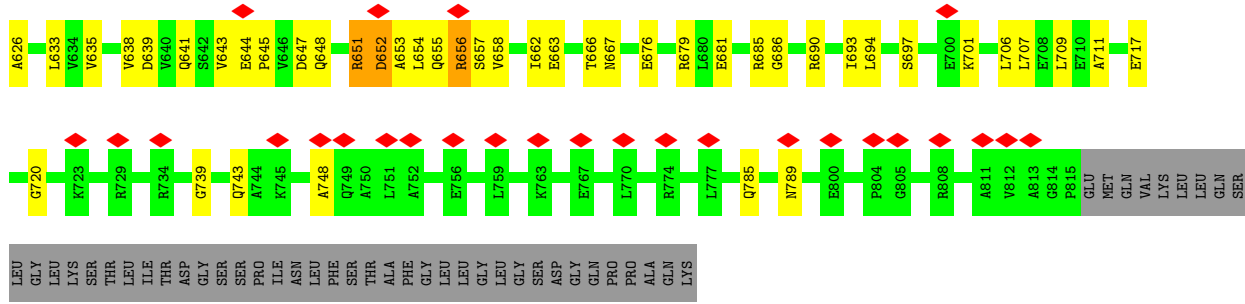 A626 L633 V634 V635 V638 D639 V640 Q641 S642 V643 E644 P645 V646 D647 Q648 R651 D652 A653 L654 Q655 R656 S657 V658 I662 E663 T666 N667 E676 R679 L680 E681 R685 G686 R690 I693 L694 S697 E700 K701 L706 L707 E708 L709 E710 A711 E717
G720 K723 R729 R734 G739 Q743 A744 K745 A748 Q749 A750 L751 A752 E756 L759 K763 E767 L770 R774 L777 Q785 N789 E800 P804 G805 R808 A811 V812 A813 G814 P815 GLU MET GLN VAL LYS LEU LEU GLN SER
LEU GLY LEU LYS SER THR LEU ILE THR ASP GLY SER SER PRO ILE ASN LEU PHE SER THR ALA PHE GLY LEU LEU GLY LEU GLY SER ASP GLY GLN PRO PRO ALA GLN LYS